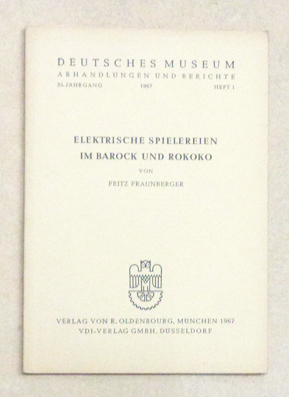 DEUTSCHES MUSEUM
ABHANDLUNGEN UND BERICHTE
35. JAHRGANG 1967 HEFT 1
ELEKTRISCHE SPIELEREIEN
IM BAROCK UND ROKOKO
VON
FRITZ FRAUNBERGER
VERLAG VON R. OLDENBOURG, MÜNCHEN 1967
VDI-VERLAG GMBH, DÜSSELDORF